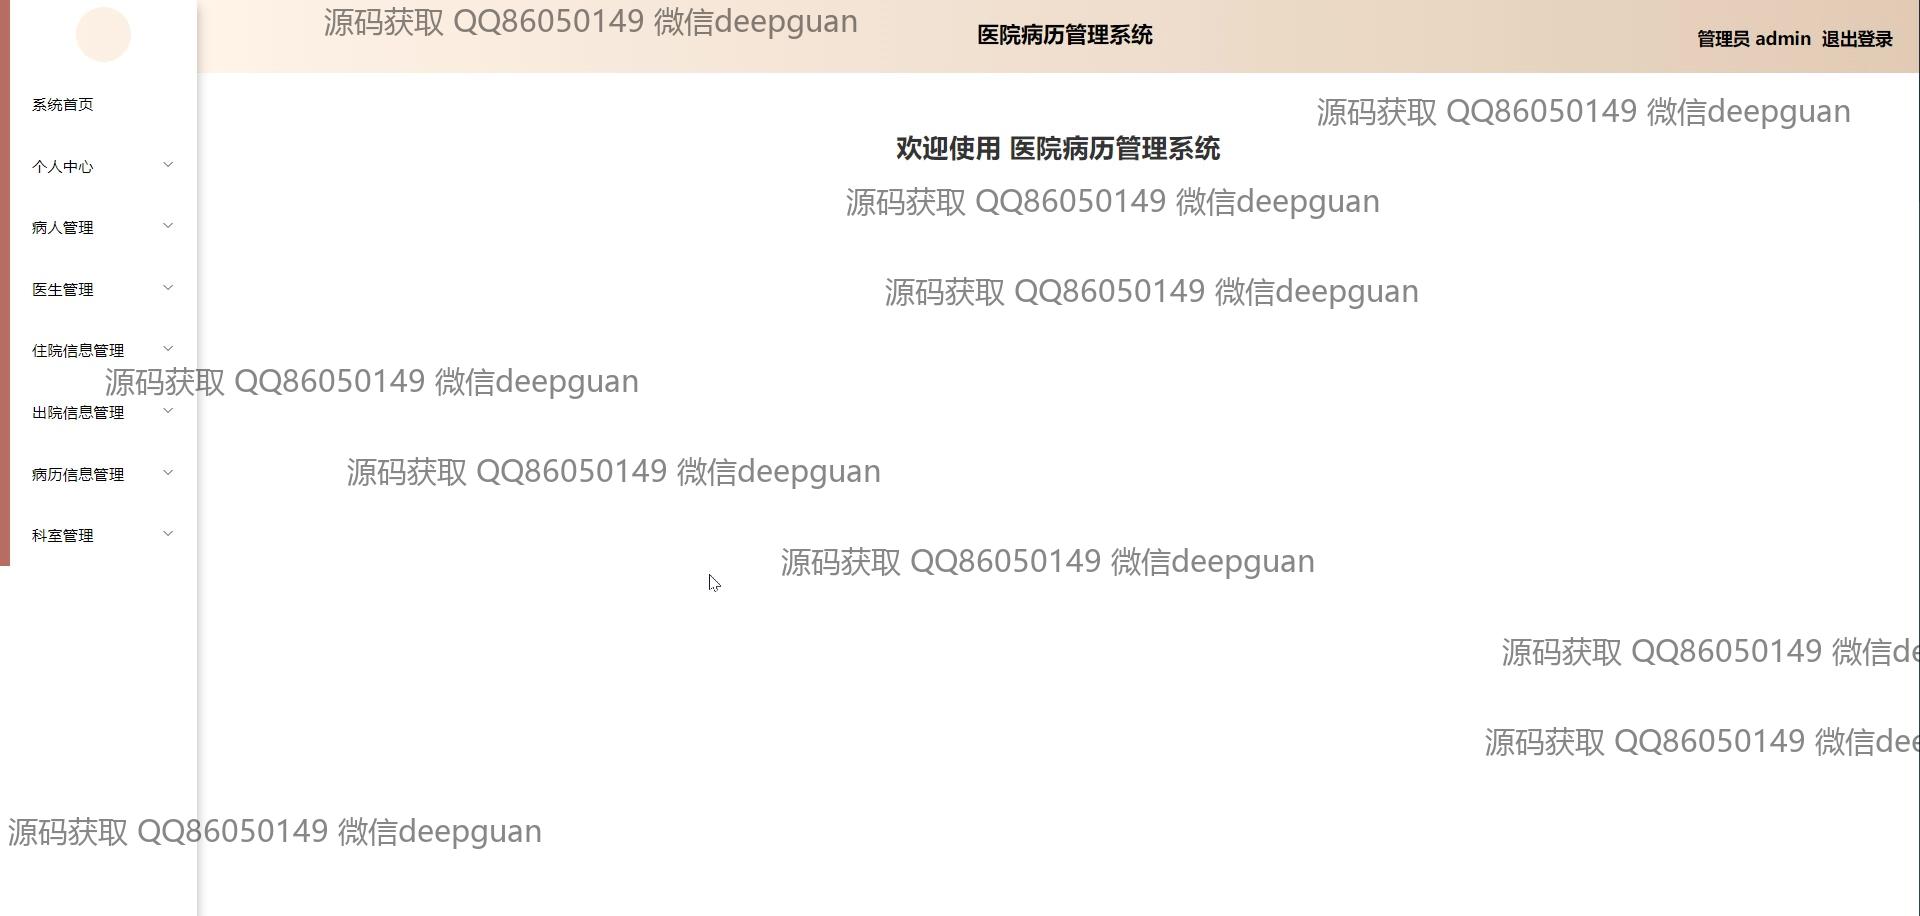 源码获取 QQ86050149 微信deepguan
医院病历管理系统
管理员 admin 退出登录
系统首页
源码获取 QQ86050149 微信deepguan
欢迎使用 医院病历管理系统
个人中心
源码获取 QQ86050149 微信deepguan
病人管理
医生管理
源码获取 QQ86050149 微信deepguan
住院信息管理
源码获取 QQ86050149 微信deepguan
出院信息管理
病历信息管理
源码获取 QQ86050149 微信deepguan
科室管理
源码获取 QQ86050149 微信deepguan
源码获取 QQ86050149 微信de
源码获取 QQ86050149 微信dee
源码获取 QQ86050149 微信deepguan